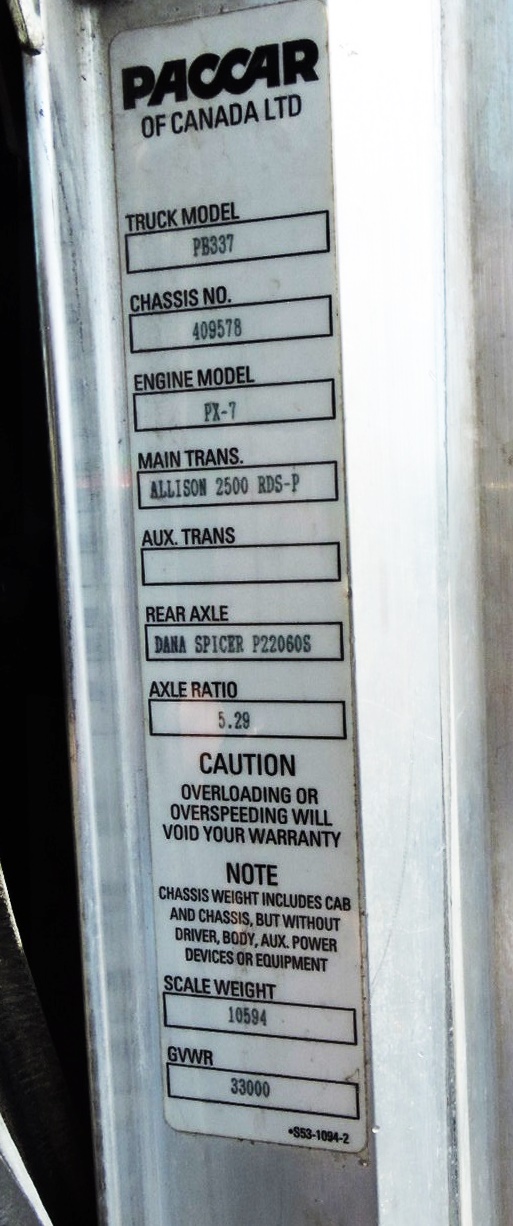 PACCAR
OF CANADA LTD
TRUCK MODEL
PB337
CHASSIS NO.
409578
ENGINE MODEL
PX-7
MAIN TRANS.
ALLISON 2500 RDS-P
AUX. TRANS
REAR AXLE
DANA SPICER P22060S
AXLE RATIO
5.29
CAUTION
OVERLOADING OR
OVERSPEEDING WILL
VOID YOUR WARRANTY
NOTE
CHASSIS WEIGHT INCLUDES CAB
AND CHASSIS, BUT WITHOUT
DRIVER, BODY, AUX. POWER
DEVICES OR EQUIPMENT
SCALE WEIGHT
10594
GVWR
33000
•S53-1094-2